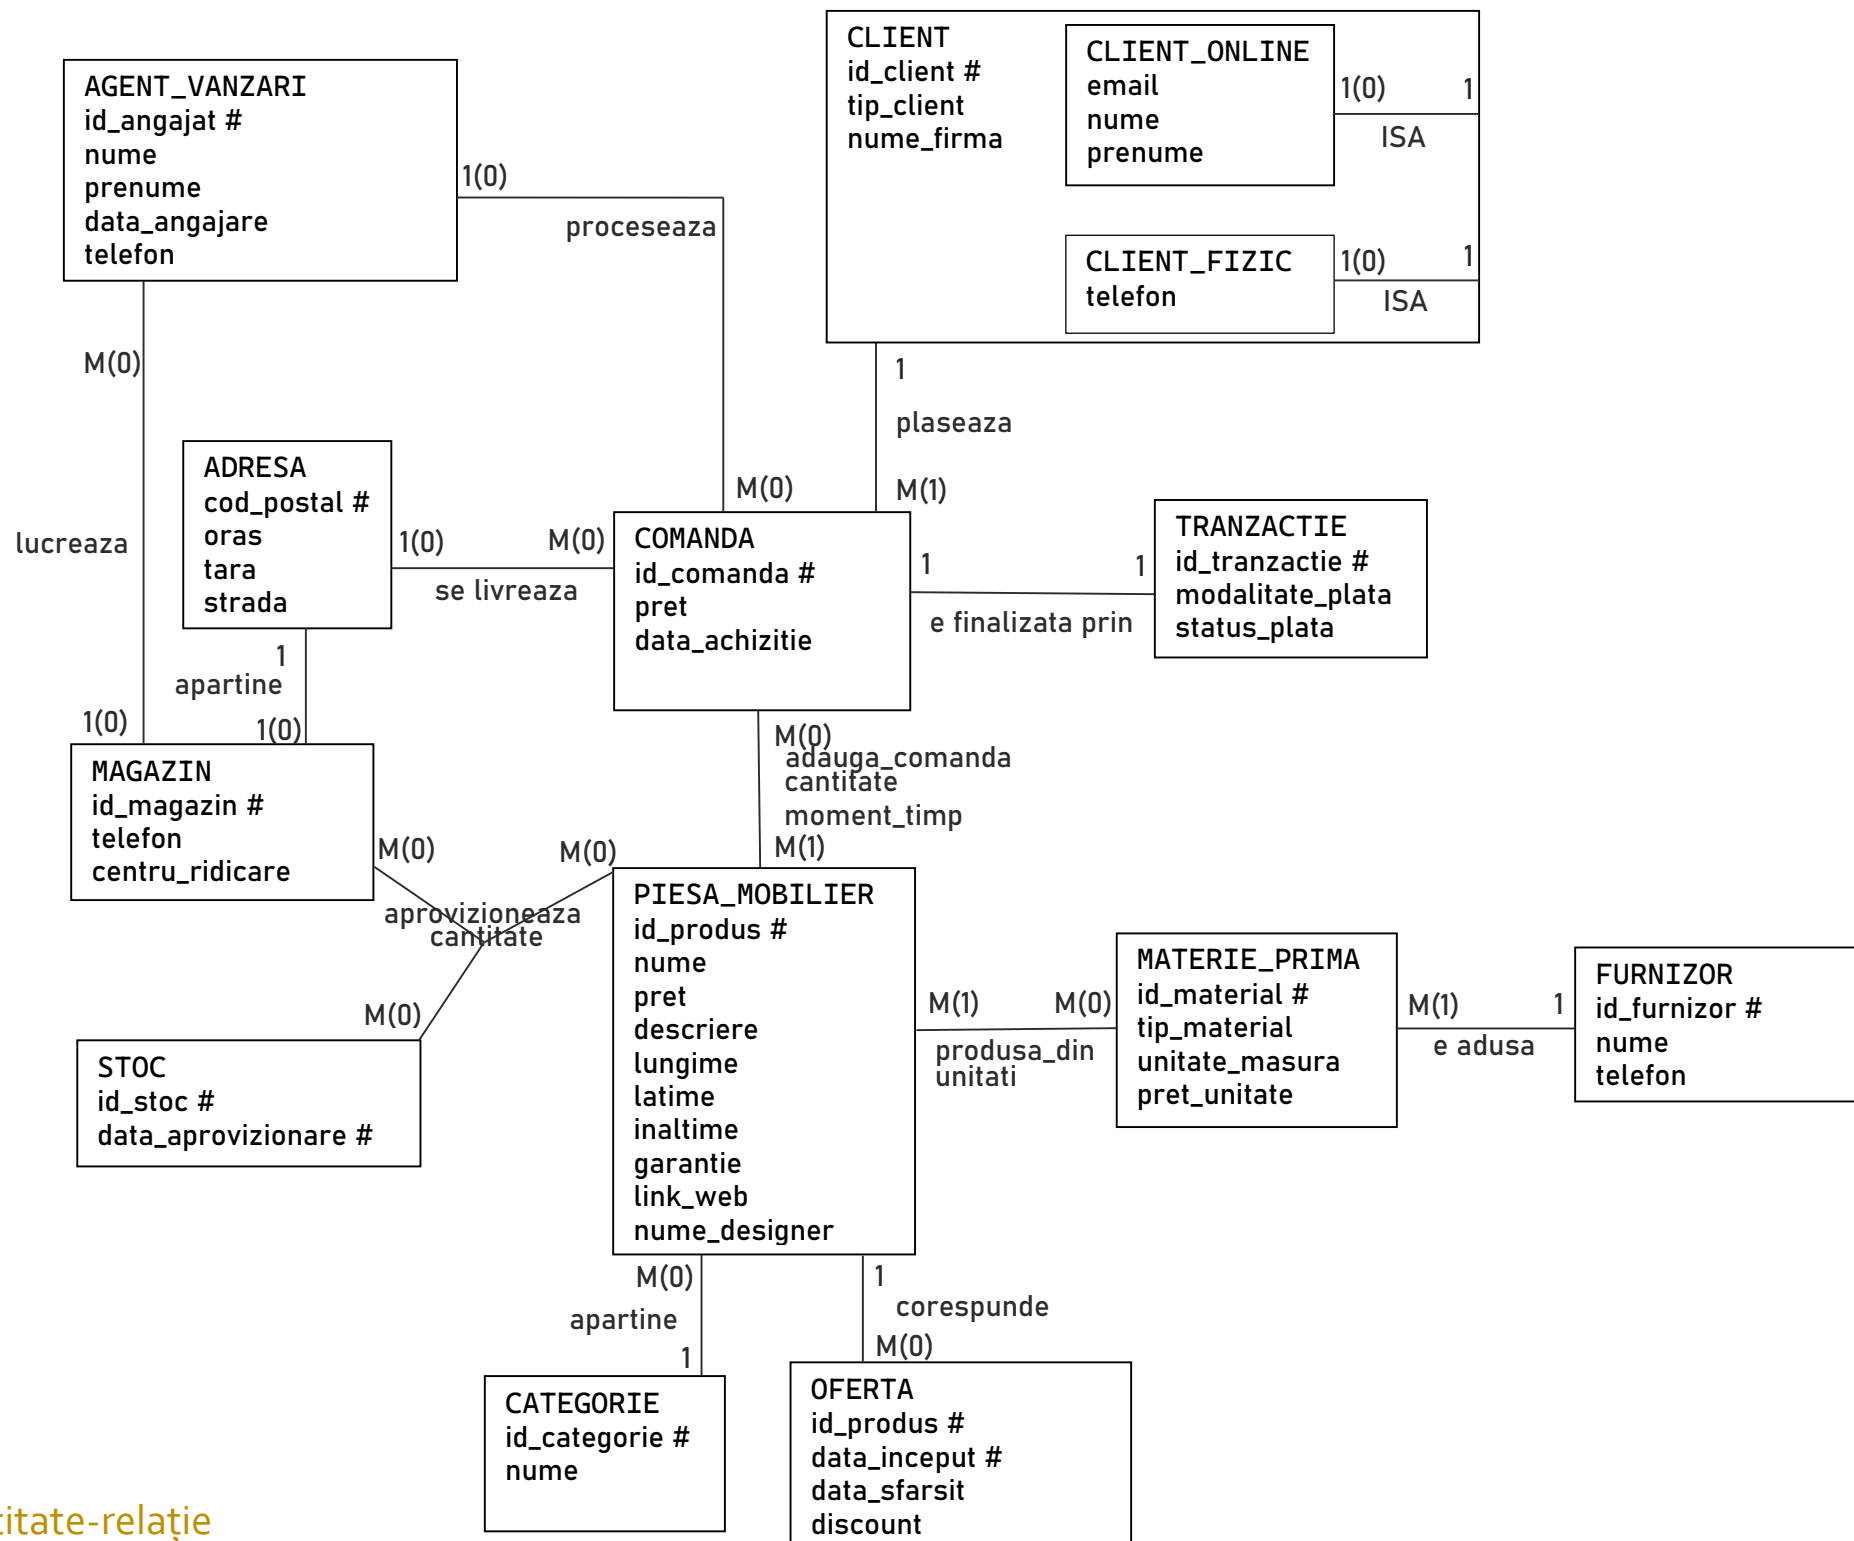 CLIENT
id_client #
tip_client
nume_firma
CLIENT_ONLINE
email
nume
prenume
1(0)
1
ISA
CLIENT_FIZIC
telefon
1(0)
1
ISA
AGENT_VANZARI
id_angajat #
nume
prenume
data_angajare
telefon
1(0)
proceseaza
M(0)
lucreaza
1(0)
1
plaseaza
M(1)
M(0)
ADRESA
cod_postal #
oras
tara
strada
1(0)
M(0)
se livreaza
1
apartine
1(0)
COMANDA
id_comanda #
pret
data_achizitie
1
1
e finalizata prin
TRANZACTIE
id_tranzactie #
modalitate_plata
status_plata
M(0)
adauga_comanda
cantitate
moment_timp
M(1)
MAGAZIN
id_magazin #
telefon
centru_ridicare
M(0)
M(0)
aprovizioneaza
cantitate
M(0)
STOC
id_stoc #
data_aprovizionare #
PIESA_MOBILIER
id_produs #
nume
pret
descriere
lungime
latime
inaltime
garantie
link_web
nume_designer
M(1)
M(0)
produsa_din
unitati
MATERIE_PRIMA
id_material #
tip_material
unitate_masura
pret_unitate
M(1)
1
e adusa
FURNIZOR
id_furnizor #
nume
telefon
M(0)
apartine
1
1
corespunde
M(0)
CATEGORIE
id_categorie #
nume
OFERTA
id_produs #
data_inceput #
data_sfarsit
discount
titate-relație